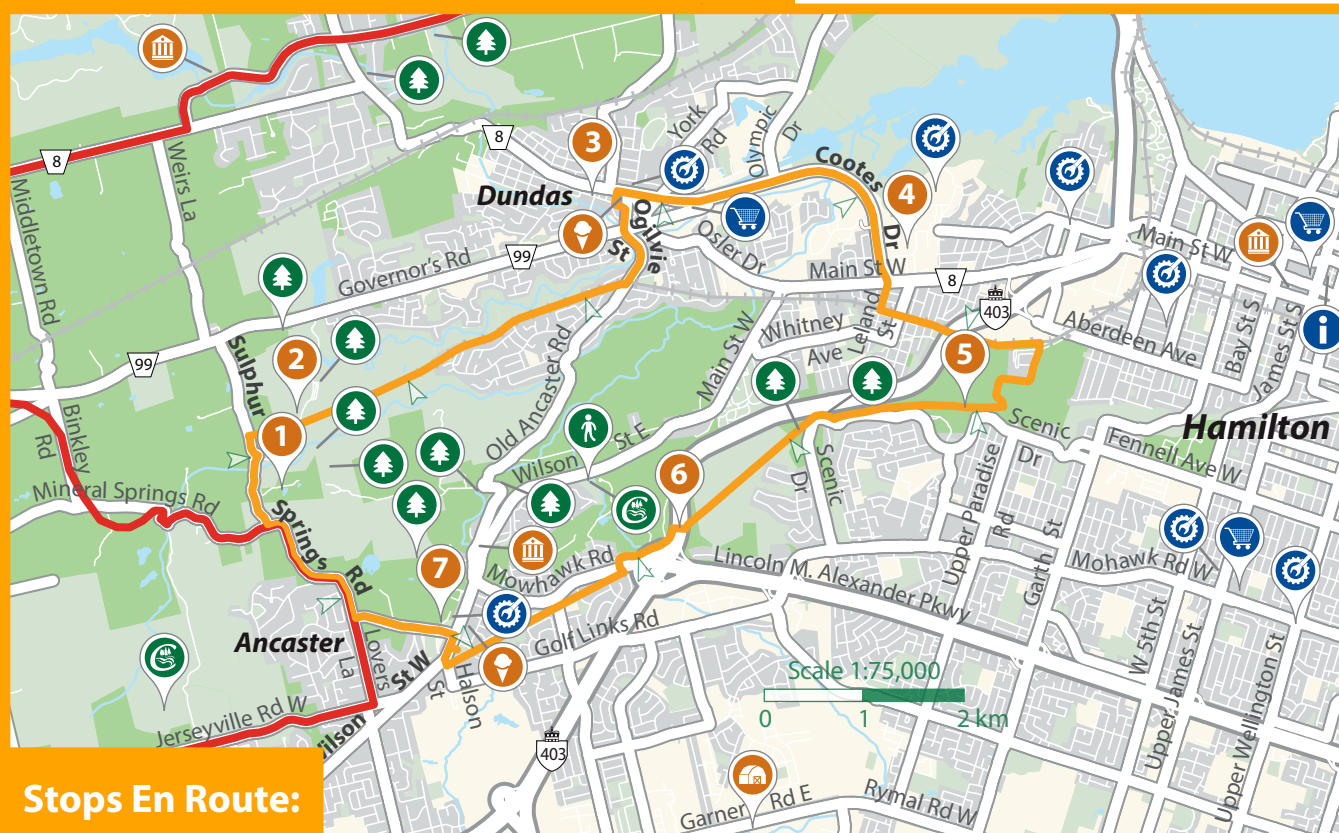 8
Weirs La
Middletown Rd
8
3
York Rd
Olympic Dr
Cootes Dr
4
Dundas
Ogilvie St
Osler Dr
99
Governor's Rd
Main St W
8
403
Main St W
Aberdeen Ave
Bay St S
James St S
i
99
2
Sulphur Springs Rd
1
Old Ancaster Rd
Main St W
Whitney Ave
Leland St
5
Hamilton
Scenic Dr
Fennell Ave W
Binkley Rd
Mineral Springs Rd
Wilson St E
6
Scenic Dr
Upper Paradise Rd
Garth St
7
Mowhawk Rd
Lincoln M. Alexander Pkwy
Mohawk Rd W
Golf Links Rd
Ancaster
Lovers La
Wilson St W
Halson St
Jerseyville Rd W
W 5th St
Upper James St
Upper Wellington St
Scale 1:75,000
0 1 2 km
403
Garner Rd E
Rymal Rd W
Stops En Route: